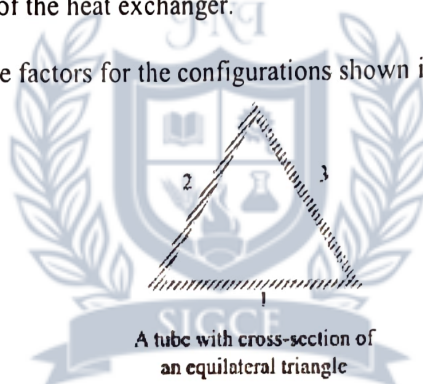 of the heat exchanger.
e factors for the configurations shown i
2
3
1
SIGCE
A tube with cross-section of
an equilateral triangle